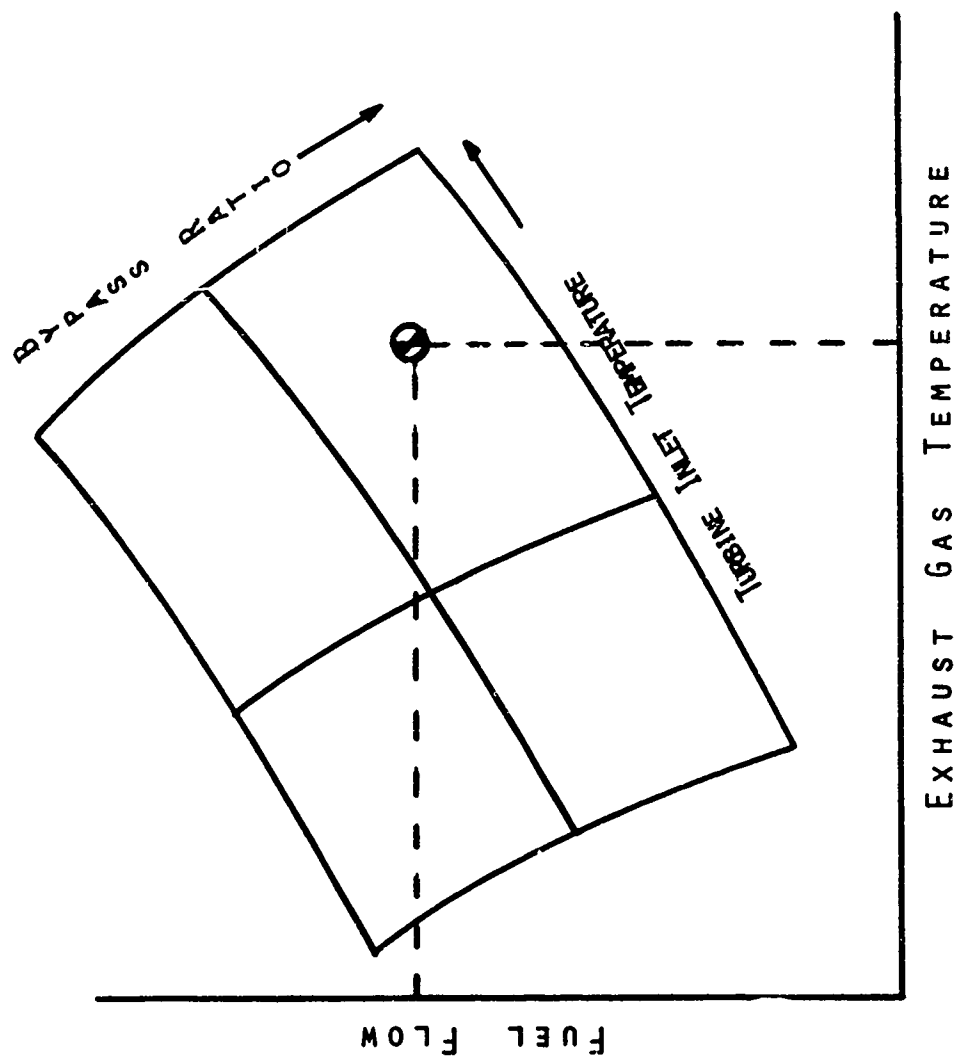 BYPASS RATIO
TURBINE INLET TEMPERATURE
EXHAUST GAS TEMPERATURE
FUEL FLOW